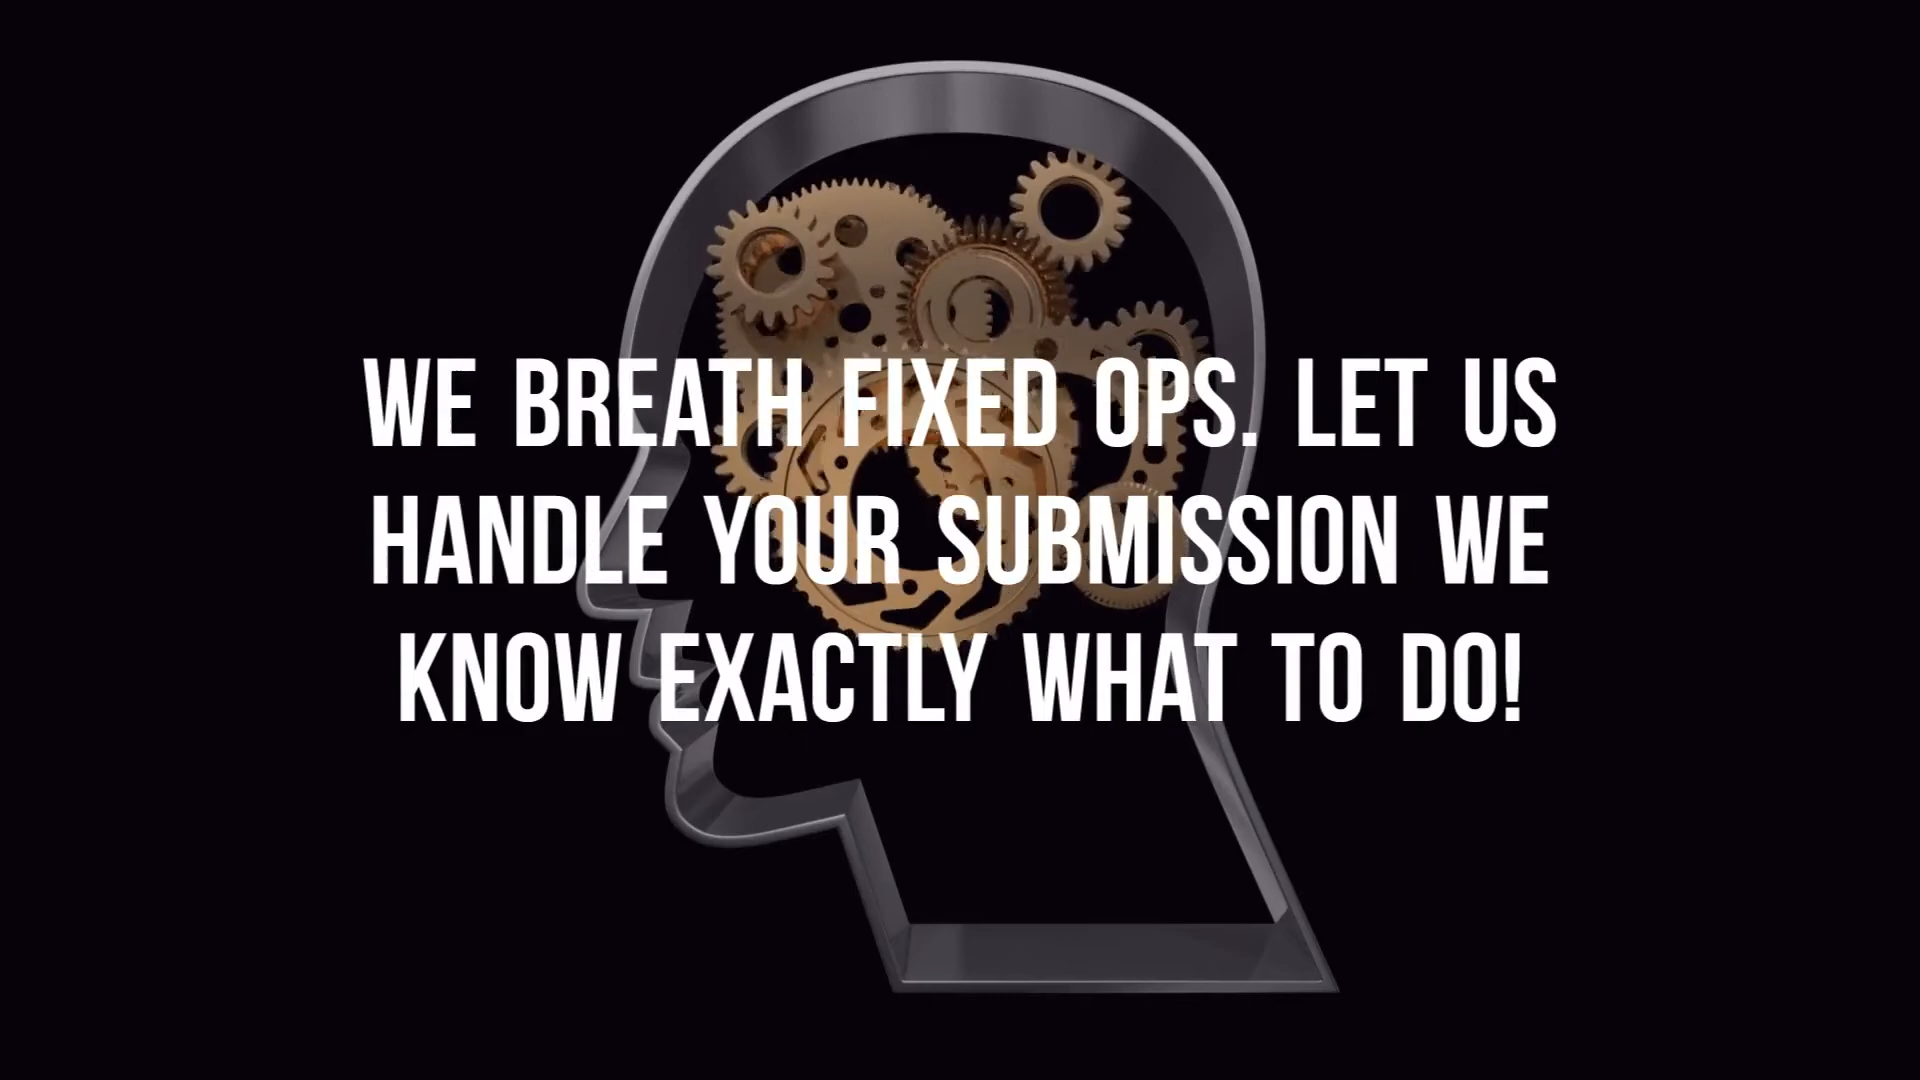 WE BREATH FIXED OPS. LET US
HANDLE YOUR SUBMISSION WE
KNOW EXACTLY WHAT TO DO!